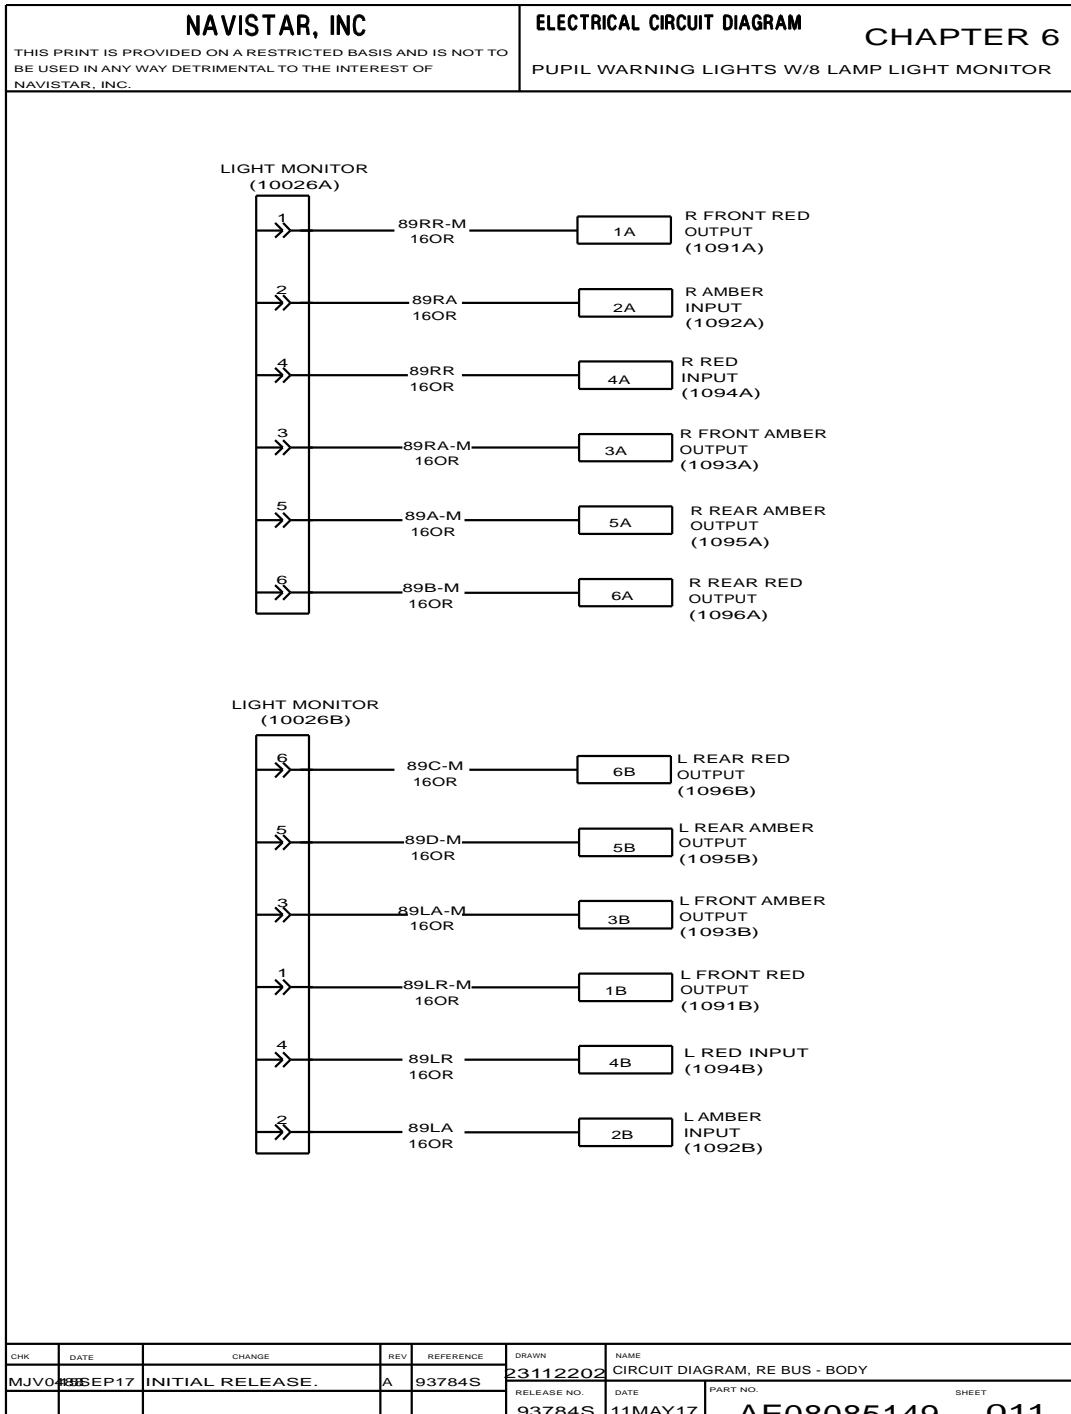 NAVISTAR, INC
THIS PRINT IS PROVIDED ON A RESTRICTED BASIS AND IS NOT TO
BE USED IN ANY WAY DETRIMENTAL TO THE INTEREST OF
NAVISTAR, INC.
ELECTRICAL CIRCUIT DIAGRAM
CHAPTER 6
PUPIL WARNING LIGHTS W/8 LAMP LIGHT MONITOR
LIGHT MONITOR
(10026A)
1
89RR-M
16OR
1A
R FRONT RED
OUTPUT
(1091A)
2
89RA
16OR
2A
R AMBER
INPUT
(1092A)
4
89RR
16OR
4A
R RED
INPUT
(1094A)
3
89RA-M
16OR
3A
R FRONT AMBER
OUTPUT
(1093A)
5
89A-M
16OR
5A
R REAR AMBER
OUTPUT
(1095A)
6
89B-M
16OR
6A
R REAR RED
OUTPUT
(1096A)
LIGHT MONITOR
(10026B)
6
89C-M
16OR
6B
L REAR RED
OUTPUT
(1096B)
5
89D-M
16OR
5B
L REAR AMBER
OUTPUT
(1095B)
3
89LA-M
16OR
3B
L FRONT AMBER
OUTPUT
(1093B)
1
89LR-M
16OR
1B
L FRONT RED
OUTPUT
(1091B)
4
89LR
16OR
4B
L RED INPUT
(1094B)
2
89LA
16OR
2B
L AMBER
INPUT
(1092B)
CHK DATE CHANGE REV REFERENCE
INITIAL RELEASE. A 93784S
DRAWN
23112202
NAME
CIRCUIT DIAGRAM, RE BUS - BODY
RELEASE NO.
93784S
DATE
11MAY17
PART NO.
AE08085149
SHEET
011